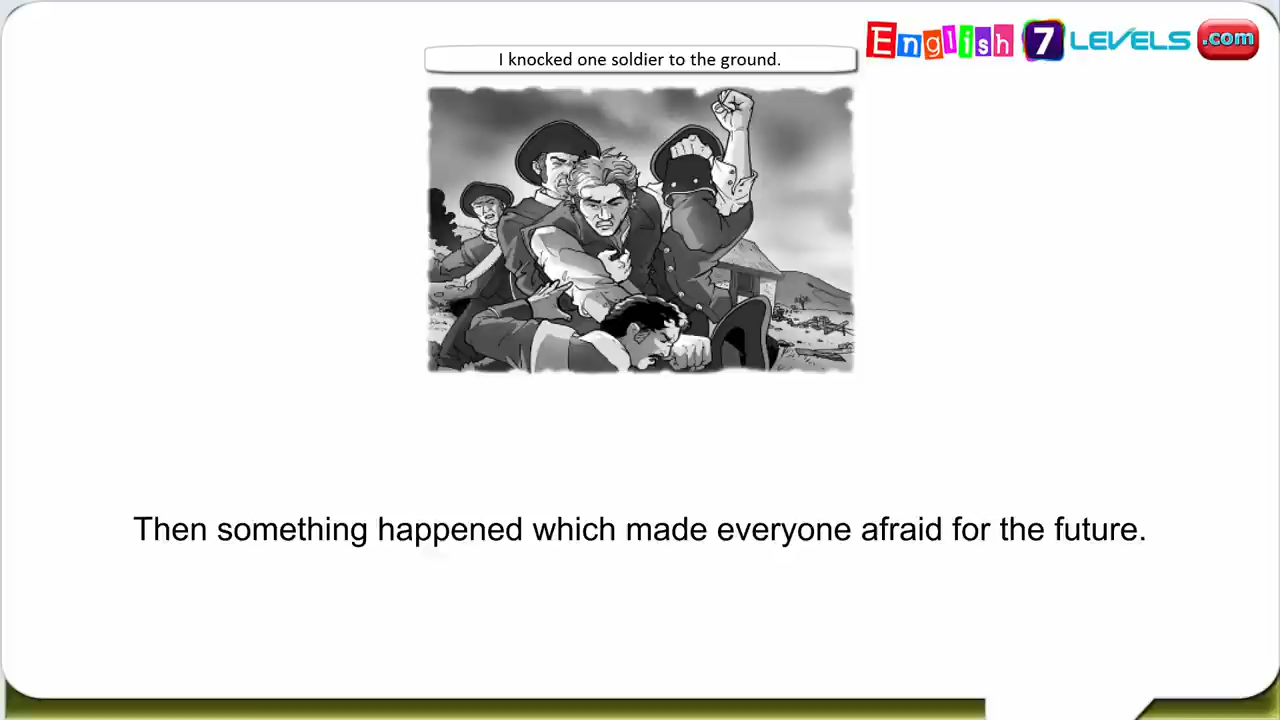 English 7 LEVELS .com
I knocked one soldier to the ground.
Then something happened which made everyone afraid for the future.